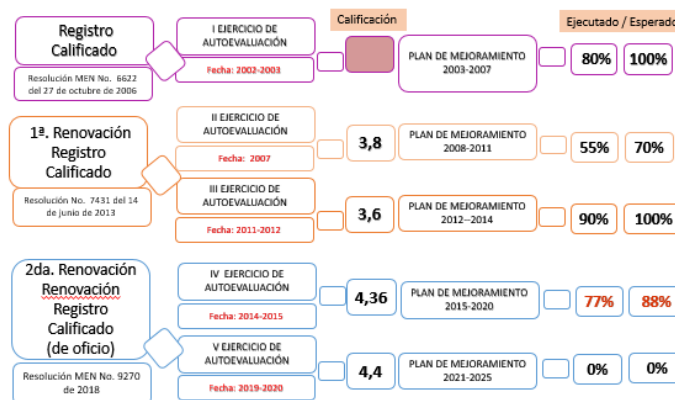 Calificación
Ejecutado / Esperado
Registro
Calificado
Resolución MEN No. 6622
del 27 de octubre de 2006
I EJERCICIO DE
AUTOEVALUACIÓN
Fecha: 2002-2003
PLAN DE MEJORAMIENTO
2003-2007
80%
100%
1ª. Renovación
Registro
Calificado
Resolución No. 7431 del 14
de junio de 2013
II EJERCICIO DE
AUTOEVALUACIÓN
Fecha: 2007
3,8
PLAN DE MEJORAMIENTO
2008-2011
55%
70%
III EJERCICIO DE
AUTOEVALUACIÓN
Fecha: 2011-2012
3,6
PLAN DE MEJORAMIENTO
2012--2014
90%
100%
2da. Renovación
Renovación
Registro
Calificado
(de oficio)
Resolución MEN No. 9270
de 2018
IV EJERCICIO DE
AUTOEVALUACIÓN
Fecha: 2014-2015
4,36
PLAN DE MEJORAMIENTO
2015-2020
77%
88%
V EJERCICIO DE
AUTOEVALUACIÓN
Fecha: 2019-2020
4,4
PLAN DE MEJORAMIENTO
2021-2025
0%
0%